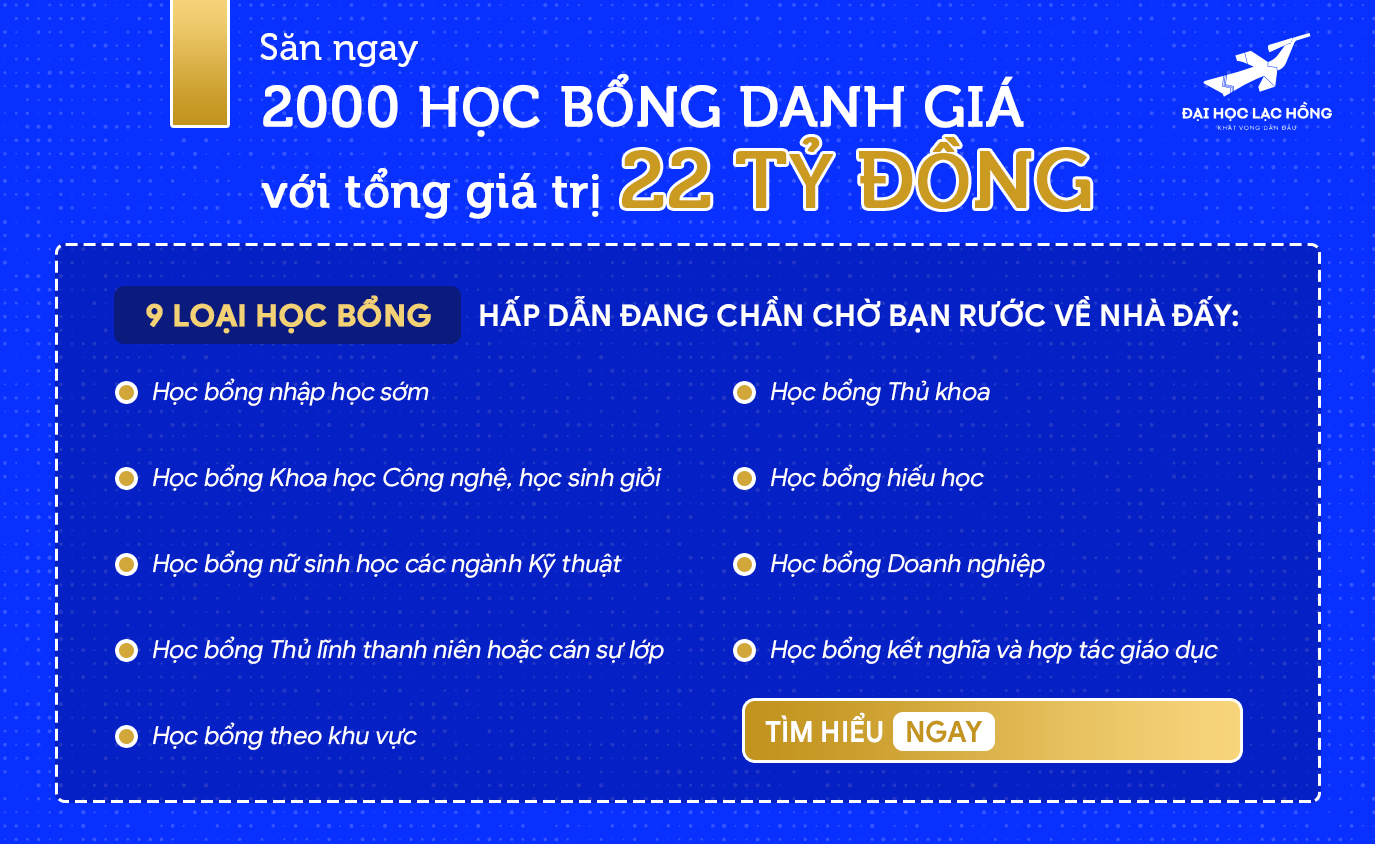 Săn ngay
2000 HỌC BỔNG DANH GIÁ
với tổng giá trị 22 TỶ ĐỒNG
ĐẠI HỌC LẠC HỒNG
KHÁT VỌNG DẪN ĐẦU
9 LOẠI HỌC BỔNG HẤP DẪN ĐANG CHẦN CHỜ BẠN RƯỚC VỀ NHÀ ĐẤY:
Học bổng nhập học sớm
Học bổng Khoa học Công nghệ, học sinh giỏi
Học bổng nữ sinh học các ngành Kỹ thuật
Học bổng Thủ lĩnh thanh niên hoặc cán sự lớp
Học bổng theo khu vực
Học bổng Thủ khoa
Học bổng hiếu học
Học bổng Doanh nghiệp
Học bổng kết nghĩa và hợp tác giáo dục
TÌM HIỂU NGAY